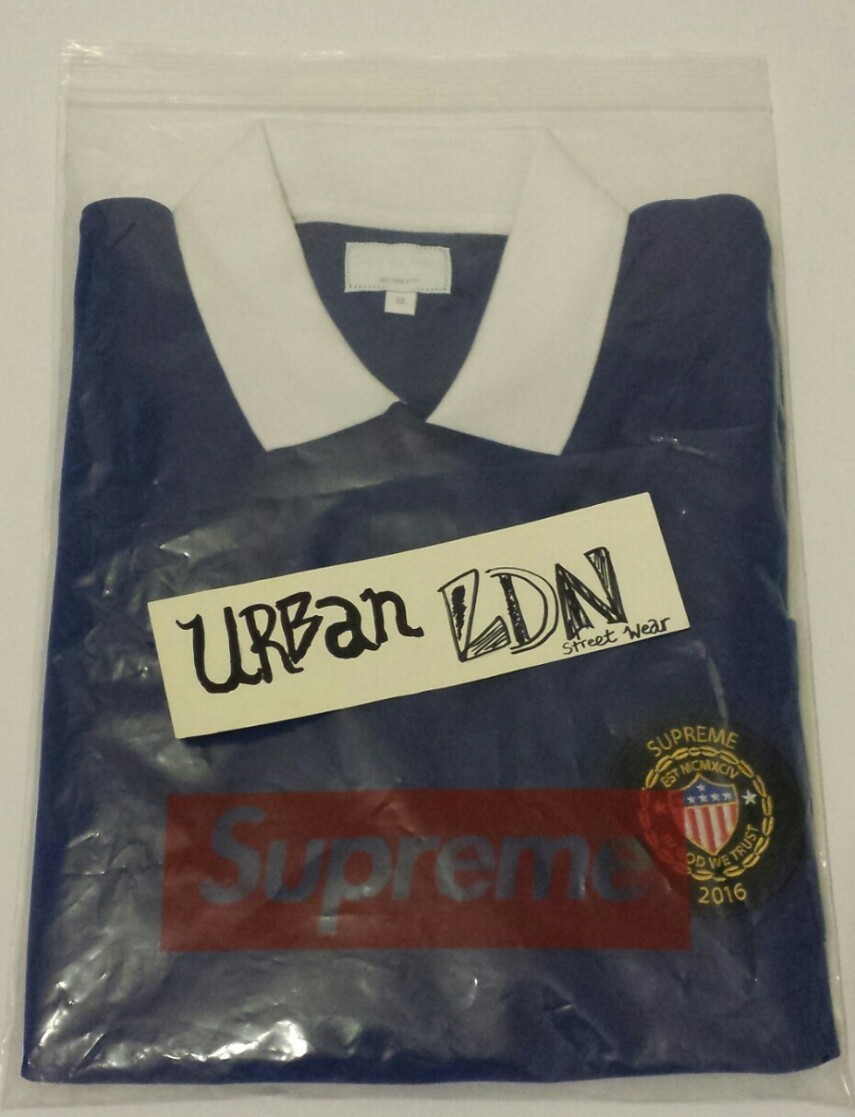 M
URBan LDN
Street Wear
SUPREME
EST MCMXCIV
GOD WE TRUST
2016
Supreme